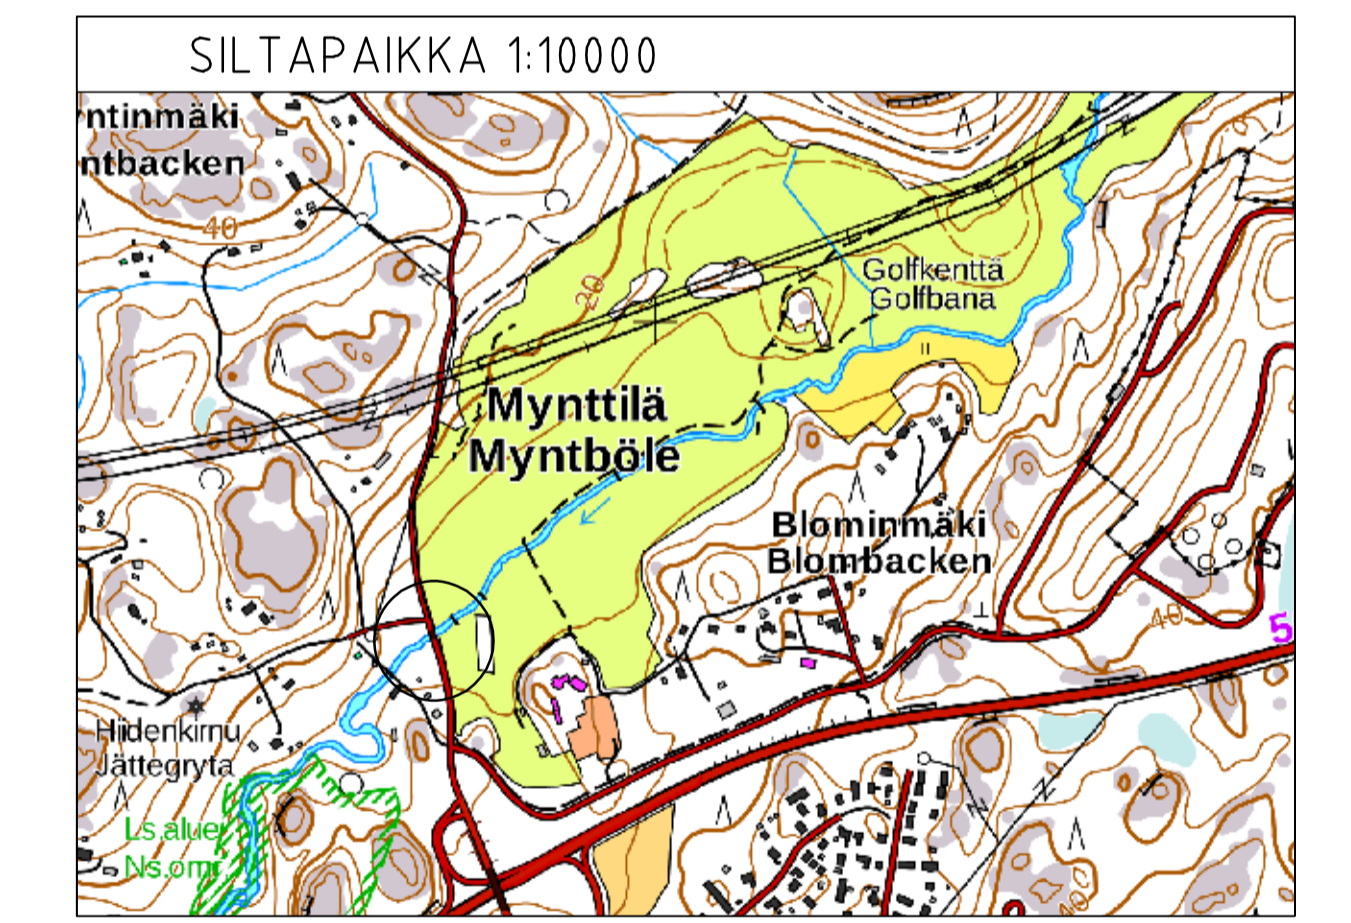 SILTAPAIKKA 1:10000
ntinmäki
ntbacken
40
20
Golfkenttä
Golfbana
Mynttilä
Myntböle
Blominmäki
Blombacken
40
5
Hiidenkirnu
Jättegryta
Ls.alue
Ns.omr
40